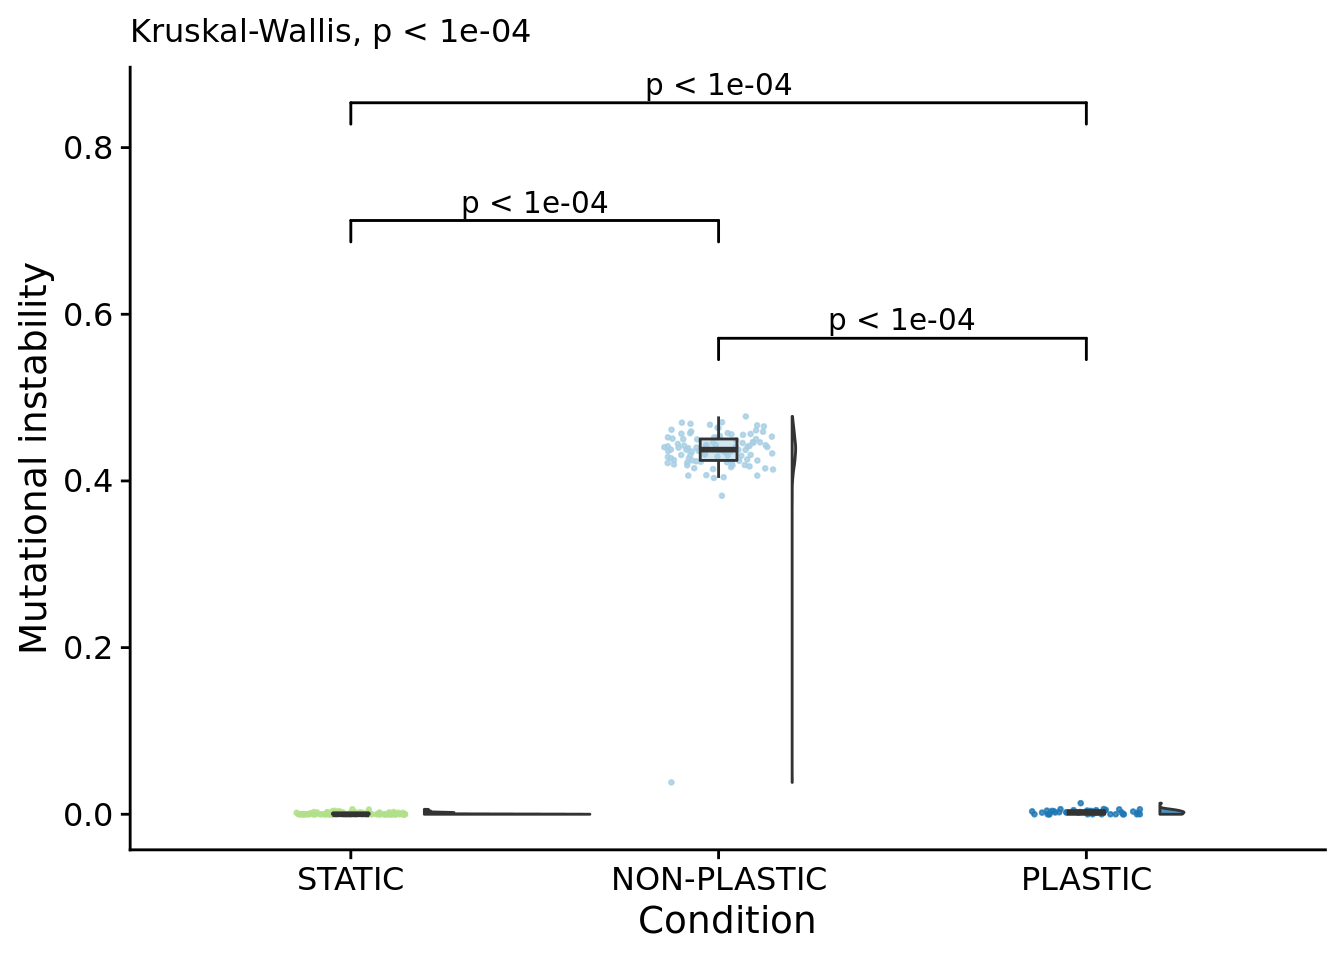 Kruskal-Wallis, p < 1e-04
p < 1e-04
p < 1e-04
p < 1e-04
Mutational instability
0.8
0.6
0.4
0.2
0.0
STATIC NON-PLASTIC PLASTIC
Condition